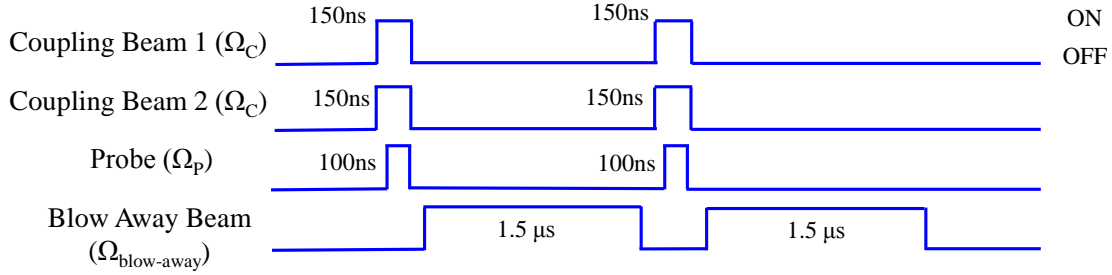 150ns 150ns ON
Coupling Beam 1 (Ω_C) OFF
Coupling Beam 2 (Ω_C) 150ns 150ns
Probe (Ω_P) 100ns 100ns
Blow Away Beam 1.5 μs 1.5 μs
(Ω_blow-away)